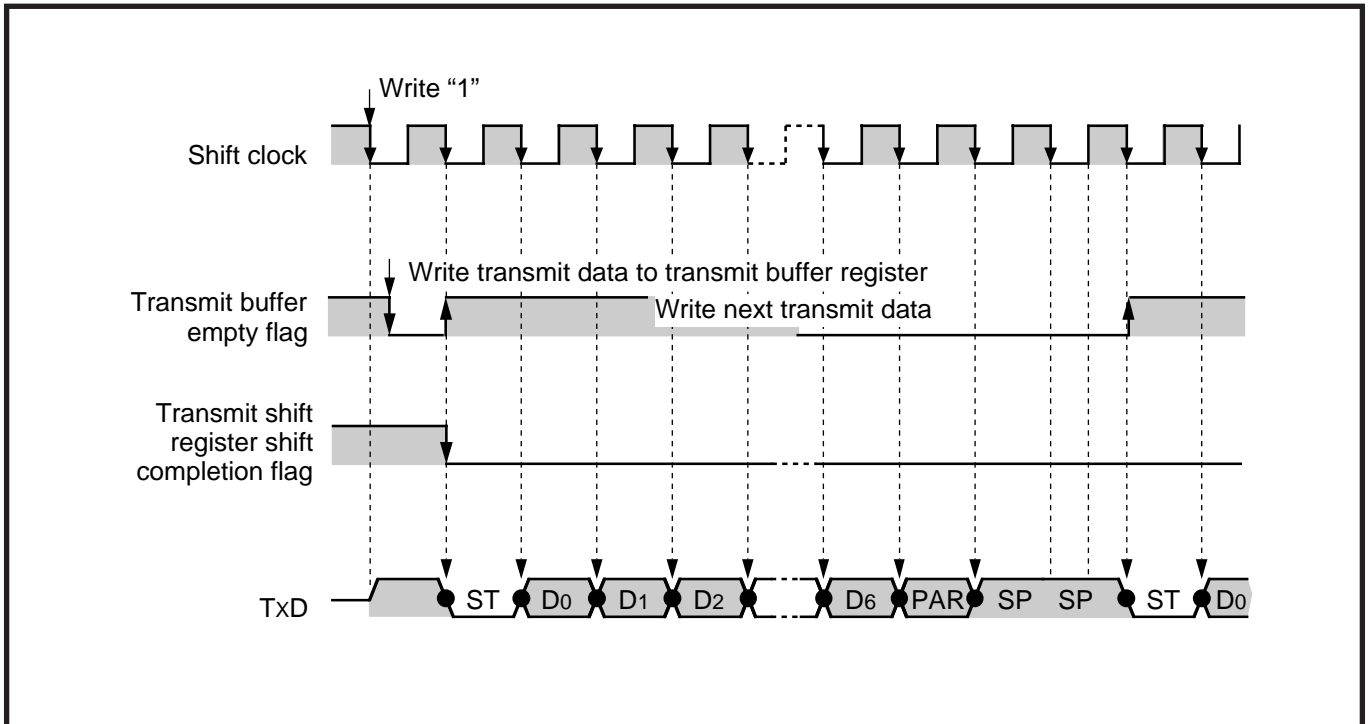 Write “1”
Shift clock
Write transmit data to transmit buffer register
Transmit buffer
empty flag
Write next transmit data
Transmit shift
register shift
completion flag
TxD ST D0 D1 D2 D6 PAR SP SP ST D0